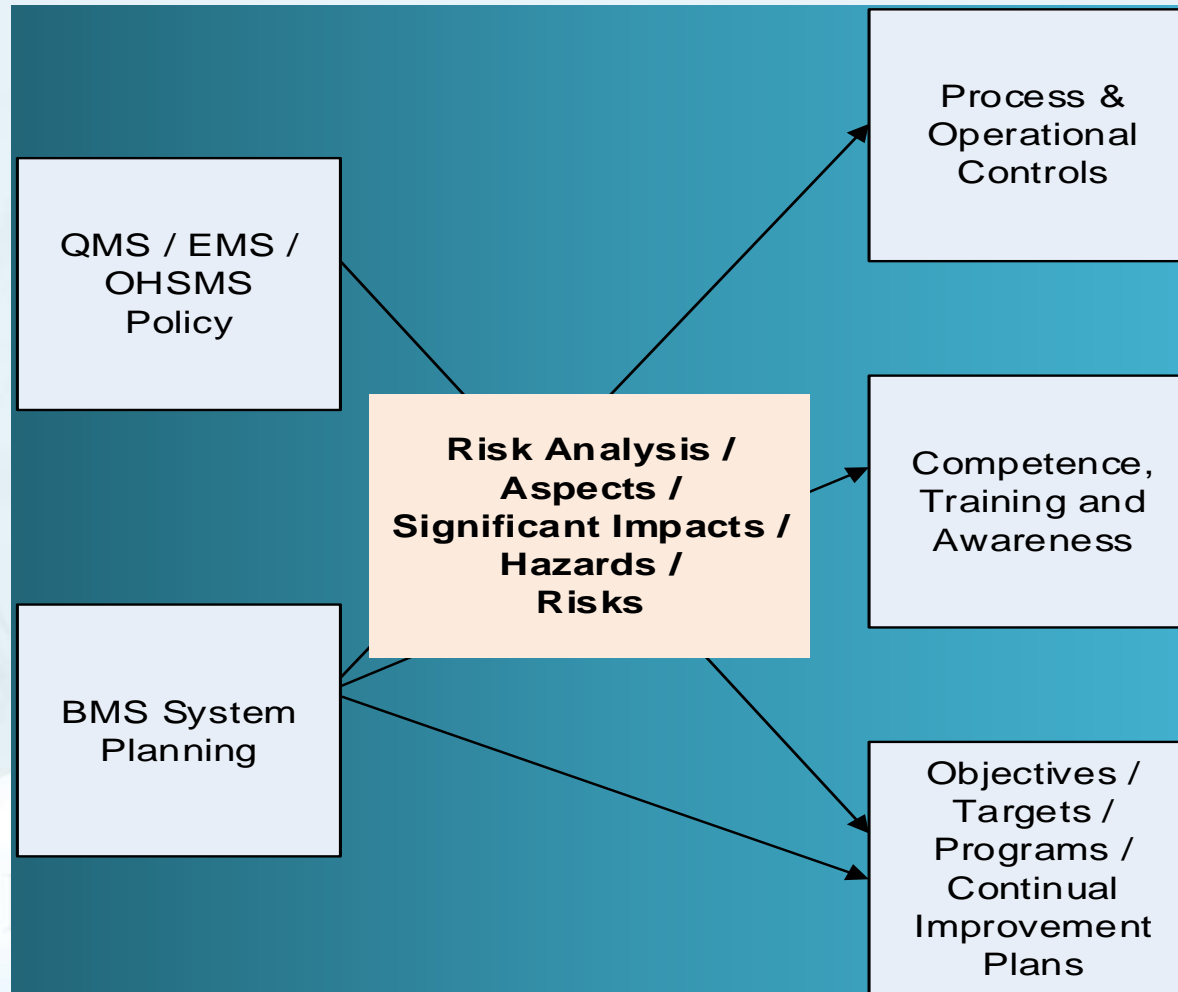 QMS / EMS /
OHSMS
Policy
BMS System
Planning
Risk Analysis /
Aspects /
Significant Impacts /
Hazards /
Risks
Process &
Operational
Controls
Competence,
Training and
Awareness
Objectives /
Targets /
Programs /
Continual
Improvement
Plans